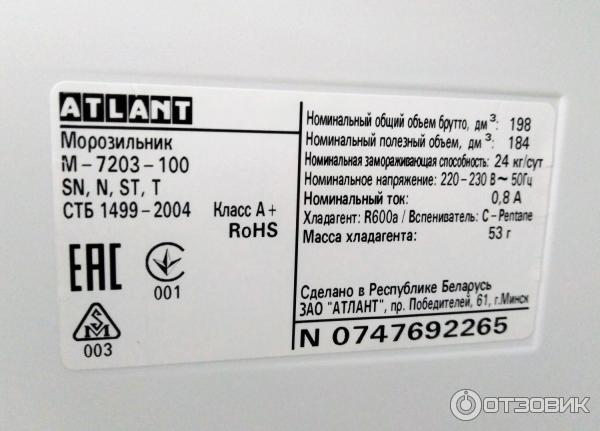 ATLANT
Морозильник
М-7203-100
SN, N, ST, T
СТБ 1499-2004
Класс А+
RoHS
ЕАС
001
003
Номинальный общий объем брутто, дм³: 198
Номинальный полезный объем, дм³: 184
Номинальная замораживающая способность: 24 кг/сут
Номинальное напряжение: 220-230 В~ 50Гц
Номинальный ток: 0,8 А
Хладагент: R600a / Вспениватель: C-Pentane
Масса хладагента: 53 г
Сделано в Республике Беларусь
ЗАО "АТЛАНТ", пр. Победителей, 61, г.Минск
N 0747692265
ОТЗОВИК